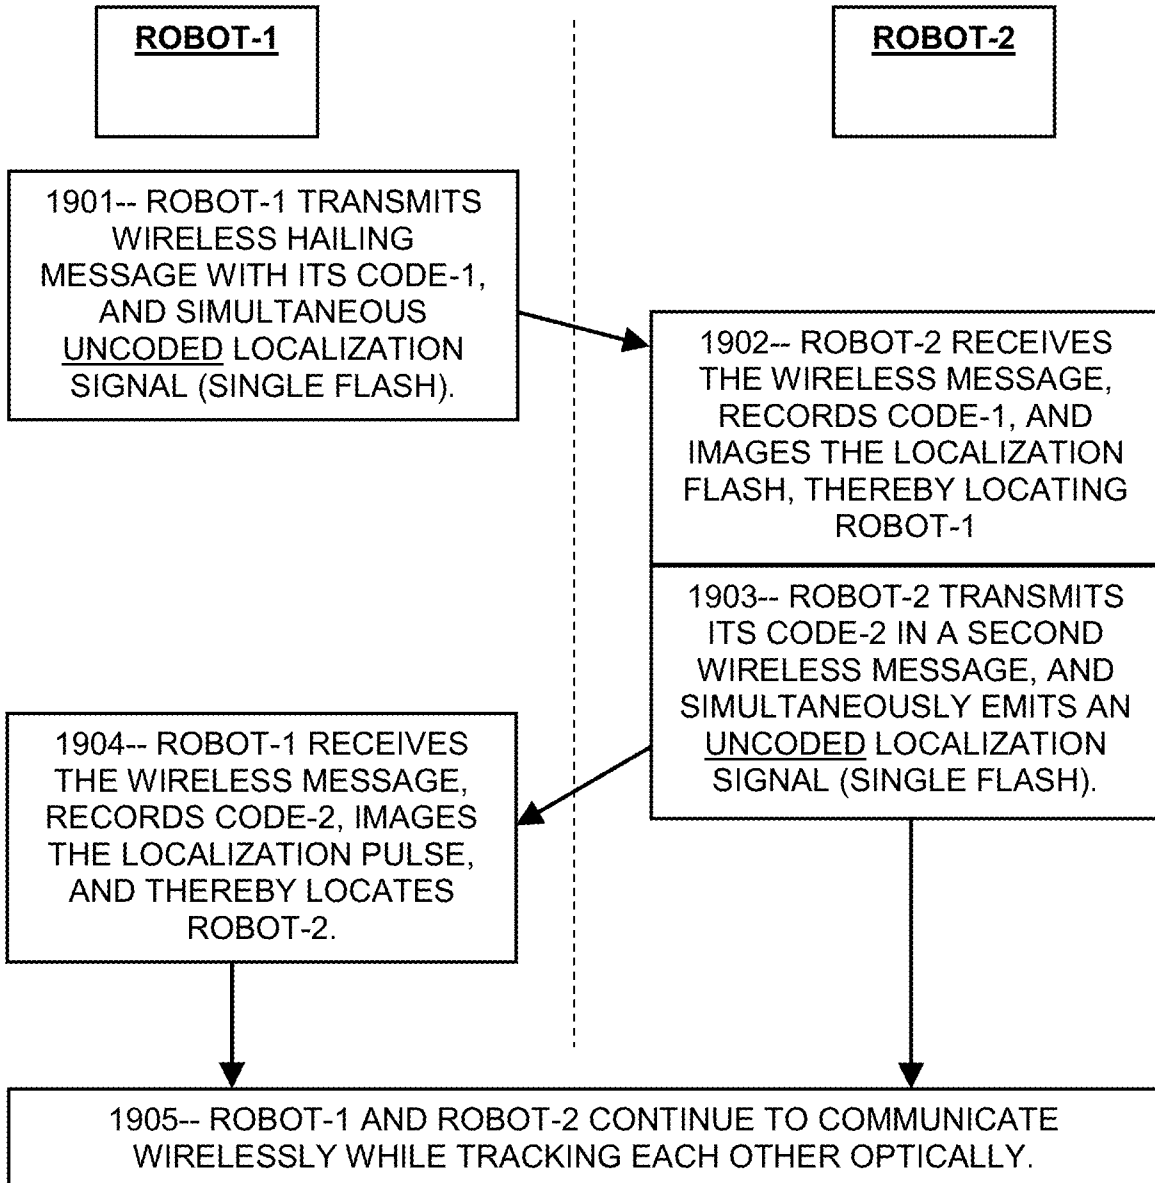 ROBOT-1
ROBOT-2
1901-- ROBOT-1 TRANSMITS
WIRELESS HAILING
MESSAGE WITH ITS CODE-1,
AND SIMULTANEOUS
UNCODED LOCALIZATION
SIGNAL (SINGLE FLASH).
1902-- ROBOT-2 RECEIVES
THE WIRELESS MESSAGE,
RECORDS CODE-1, AND
IMAGES THE LOCALIZATION
FLASH, THEREBY LOCATING
ROBOT-1
1903-- ROBOT-2 TRANSMITS
ITS CODE-2 IN A SECOND
WIRELESS MESSAGE, AND
SIMULTANEOUSLY EMITS AN
UNCODED LOCALIZATION
SIGNAL (SINGLE FLASH).
1904-- ROBOT-1 RECEIVES
THE WIRELESS MESSAGE,
RECORDS CODE-2, IMAGES
THE LOCALIZATION PULSE,
AND THEREBY LOCATES
ROBOT-2.
1905-- ROBOT-1 AND ROBOT-2 CONTINUE TO COMMUNICATE
WIRELESSLY WHILE TRACKING EACH OTHER OPTICALLY.